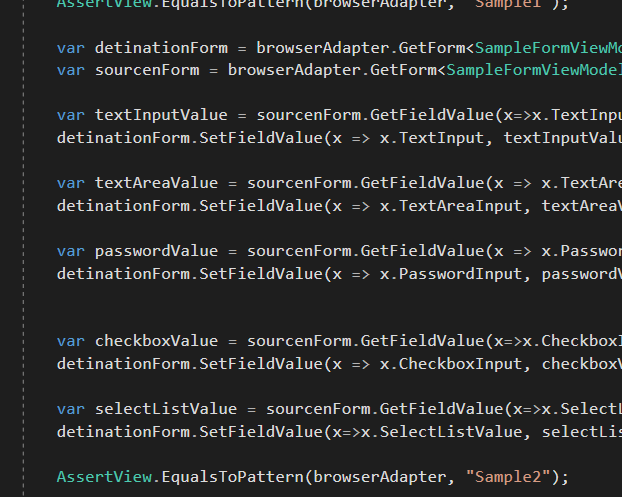 AssertView.EqualsToPattern(browserAdapter, "Sample1");
var detinationForm = browserAdapter.GetForm<SampleFormViewMo
var sourcenForm = browserAdapter.GetForm<SampleFormViewModel
var textInputValue = sourcenForm.GetFieldValue(x=>x.TextInpu
detinationForm.SetFieldValue(x => x.TextInput, textInputValu
var textAreaValue = sourcenForm.GetFieldValue(x => x.TextAre
detinationForm.SetFieldValue(x => x.TextAreaInput, textAreaV
var passwordValue = sourcenForm.GetFieldValue(x => x.Passwor
detinationForm.SetFieldValue(x => x.PasswordInput, passwordV
var checkboxValue = sourcenForm.GetFieldValue(x=>x.CheckboxI
detinationForm.SetFieldValue(x => x.CheckboxInput, checkboxV
var selectListValue = sourcenForm.GetFieldValue(x=>x.SelectL
detinationForm.SetFieldValue(x=>x.SelectListValue, selectLis
AssertView.EqualsToPattern(browserAdapter, "Sample2");